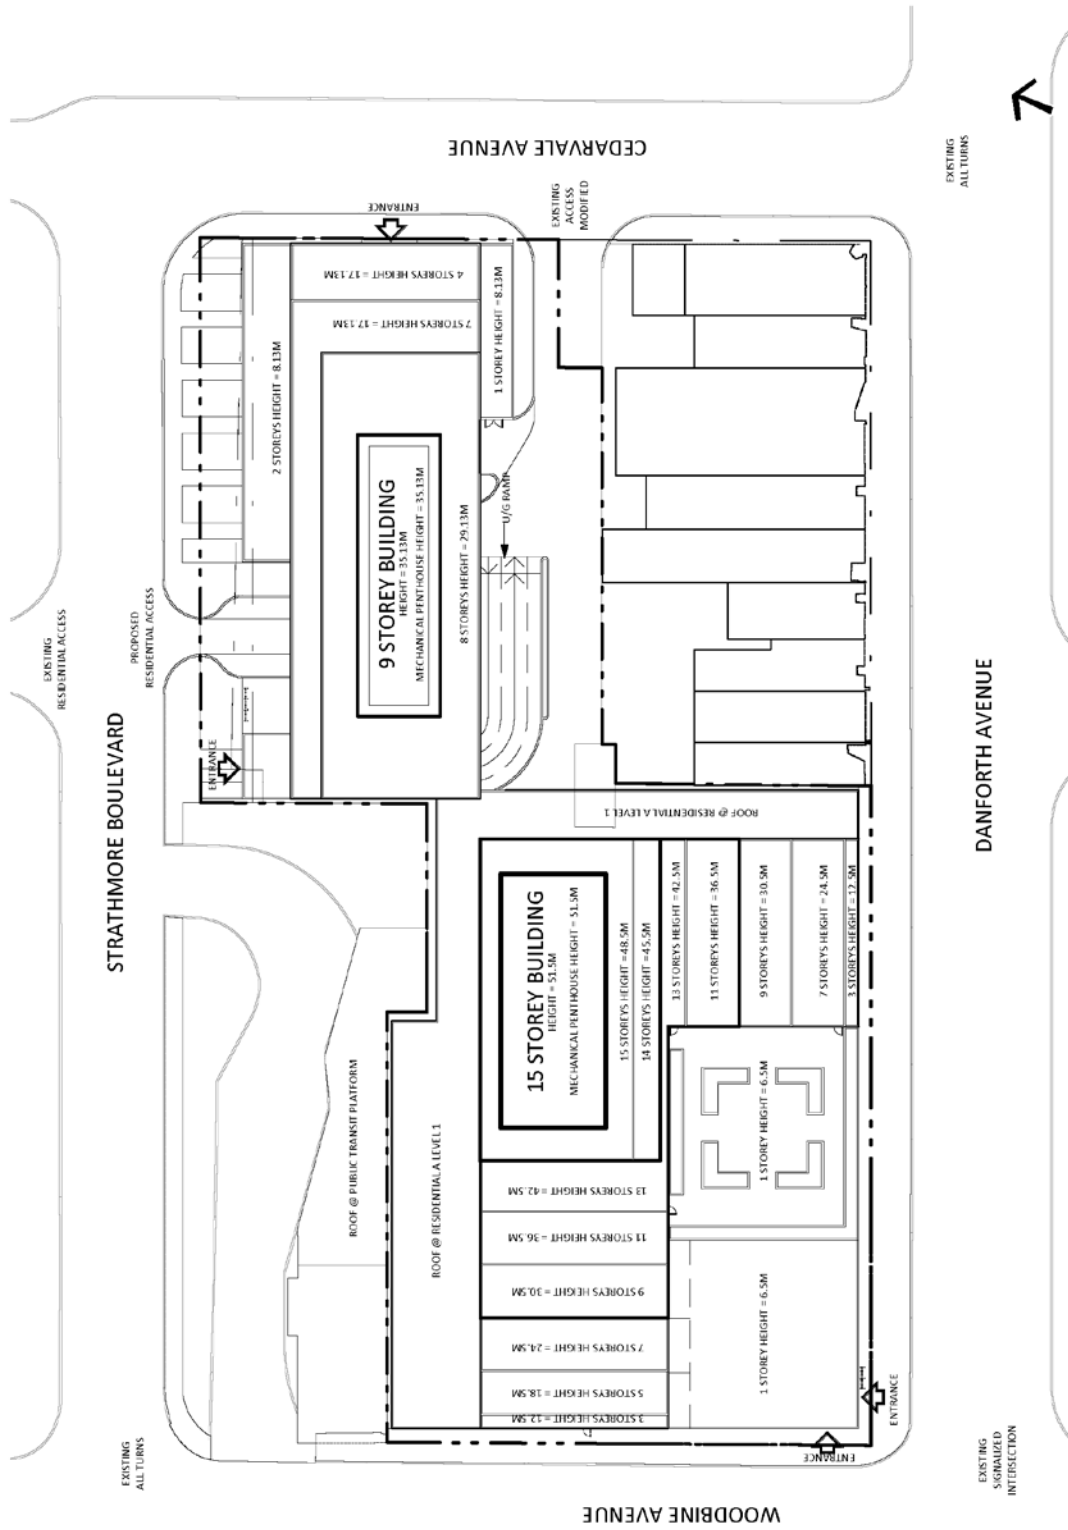 CEDARVALE AVENUE
EXISTING
ALL TURNS
EXISTING
ACCESS
MODIFIED
ENTRANCE
4 STOREYS HEIGHT = 17.13M
7 STOREYS HEIGHT = 17.13M
1 STOREY HEIGHT = 8.13M
2 STOREYS HEIGHT = 8.13M
9 STOREY BUILDING
HEIGHT = 35.13M
MECHANICAL PENTHOUSE HEIGHT = 35.13M
8 STOREYS HEIGHT = 29.13M
U/G RAMP
EXISTING
RESIDENTIAL ACCESS
PROPOSED
RESIDENTIAL ACCESS
STRATHMORE BOULEVARD
ENTRANCE
DANFORTH AVENUE
ROOF @ RESIDENTIAL A LEVEL 1
15 STOREY BUILDING
HEIGHT = 51.5M
MECHANICAL PENTHOUSE HEIGHT = 51.5M
15 STOREYS HEIGHT = 48.5M
14 STOREYS HEIGHT = 45.5M
13 STOREYS HEIGHT = 42.5M
11 STOREYS HEIGHT = 36.5M
9 STOREYS HEIGHT = 30.5M
7 STOREYS HEIGHT = 24.5M
3 STOREYS HEIGHT = 12.5M
ROOF @ PUBLIC TRANSIT PLATFORM
ROOF @ RESIDENTIAL A LEVEL 1
1 STOREY HEIGHT = 6.5M
13 STOREYS HEIGHT = 42.5M
11 STOREYS HEIGHT = 36.5M
9 STOREYS HEIGHT = 30.5M
7 STOREYS HEIGHT = 24.5M
5 STOREYS HEIGHT = 18.5M
3 STOREYS HEIGHT = 12.5M
1 STOREY HEIGHT = 6.5M
ENTRANCE
ENTRANCE
EXISTING
ALL TURNS
EXISTING
SIGNALIZED
INTERSECTION
WOODBINE AVENUE